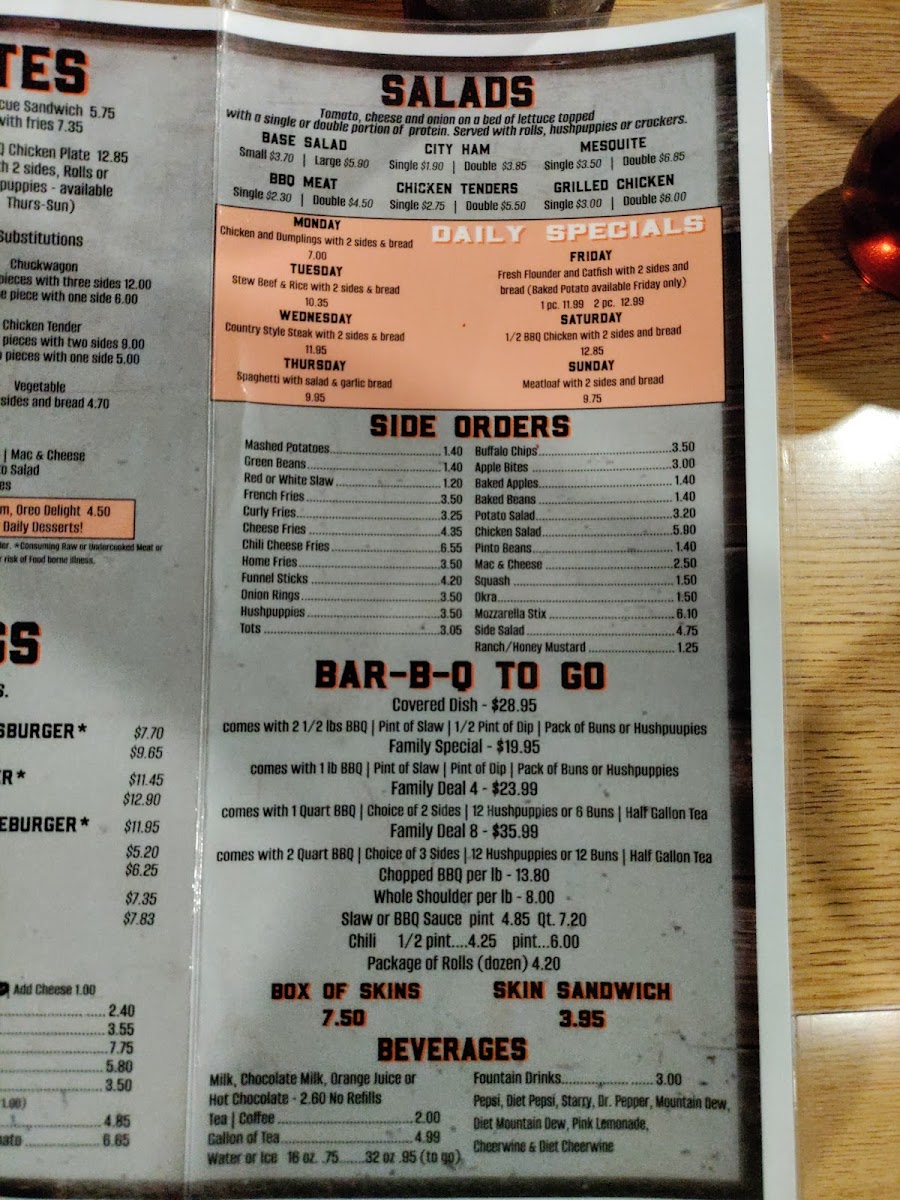 TES
cue Sandwich 5.75
with fries 7.35
Q Chicken Plate 12.85
h 2 sides, Rolls or
puppies - available
Thurs-Sun)
Substitutions
Chuckwagon
pieces with three sides 12.00
e piece with one side 6.00
Chicken Tender
pieces with two sides 9.00
pieces with one side 5.00
Vegetable
sides and bread 4.70
| Mac & Cheese
o Salad
es
m, Oreo Delight 4.50
Daily Desserts!
der. *Consuming Raw or Undercooked Meat or
r risk of Food borne illness.
GS
S.
SBURGER* $7.70
$9.65
ER* $11.45
$12.90
EBURGER* $11.95
$5.20
$6.25
$7.35
$7.83
Add Cheese 1.00
2.40
3.55
7.75
5.80
3.50
1.00)
4.85
ato 6.65
SALADS
Tomato, cheese and onion on a bed of lettuce topped
with a single or double portion of protein. Served with rolls, hushpuppies or crackers.
BASE SALAD
Small $3.70 | Large $5.90
CITY HAM
Single $1.90 | Double $3.85
MESQUITE
Single $3.50 | Double $6.85
BBQ MEAT
Single $2.30 | Double $4.50
CHICKEN TENDERS
Single $2.75 | Double $5.50
GRILLED CHICKEN
Single $3.00 | Double $6.00
DAILY SPECIALS
MONDAY
Chicken and Dumplings with 2 sides & bread
7.00
TUESDAY
Stew Beef & Rice with 2 sides & bread
10.35
WEDNESDAY
Country Style Steak with 2 sides & bread
11.95
THURSDAY
Spaghetti with salad & garlic bread
9.95
FRIDAY
Fresh Flounder and Catfish with 2 sides and
bread (Baked Potato available Friday only)
1 pc. 11.99 2 pc. 12.99
SATURDAY
1/2 BBQ Chicken with 2 sides and bread
12.85
SUNDAY
Meatloaf with 2 sides and bread
9.75
SIDE ORDERS
Mashed Potatoes 1.40
Green Beans 1.40
Red or White Slaw 1.20
French Fries 3.50
Curly Fries 3.25
Cheese Fries 4.35
Chili Cheese Fries 6.55
Home Fries 3.50
Funnel Sticks 4.20
Onion Rings 3.50
Hushpuppies 3.50
Tots 3.05
Buffalo Chips 3.50
Apple Bites 3.00
Baked Apples 1.40
Baked Beans 1.40
Potato Salad 3.20
Chicken Salad 5.80
Pinto Beans 1.40
Mac & Cheese 2.50
Squash 1.50
Okra 1.50
Mozzarella Stix 6.10
Side Salad 4.75
Ranch/Honey Mustard 1.25
BAR-B-Q TO GO
Covered Dish - $28.95
comes with 2 1/2 lbs BBQ | Pint of Slaw | 1/2 Pint of Dip | Pack of Buns or Hushpuupies
Family Special - $19.95
comes with 1 lb BBQ | Pint of Slaw | Pint of Dip | Pack of Buns or Hushpuppies
Family Deal 4 - $23.99
comes with 1 Quart BBQ | Choice of 2 Sides | 12 Hushpuppies or 6 Buns | Half Gallon Tea
Family Deal 8 - $35.99
comes with 2 Quart BBQ | Choice of 3 Sides | 12 Hushpuppies or 12 Buns | Half Gallon Tea
Chopped BBQ per lb - 13.80
Whole Shoulder per lb - 8.00
Slaw or BBQ Sauce pint 4.85 Qt. 7.20
Chili 1/2 pint....4.25 pint...6.00
Package of Rolls (dozen) 4.20
BOX OF SKINS
7.50
SKIN SANDWICH
3.95
BEVERAGES
Milk, Chocolate Milk, Orange Juice or
Hot Chocolate - 2.60 No Refills
Tea | Coffee 2.00
Gallon of Tea 4.99
Water or Ice 16 oz. .75.......32 oz .95 (to go)
Fountain Drinks 3.00
Pepsi, Diet Pepsi, Starry, Dr. Pepper, Mountain Dew,
Diet Mountain Dew, Pink Lemonade,
Cheerwine & Diet Cheerwine